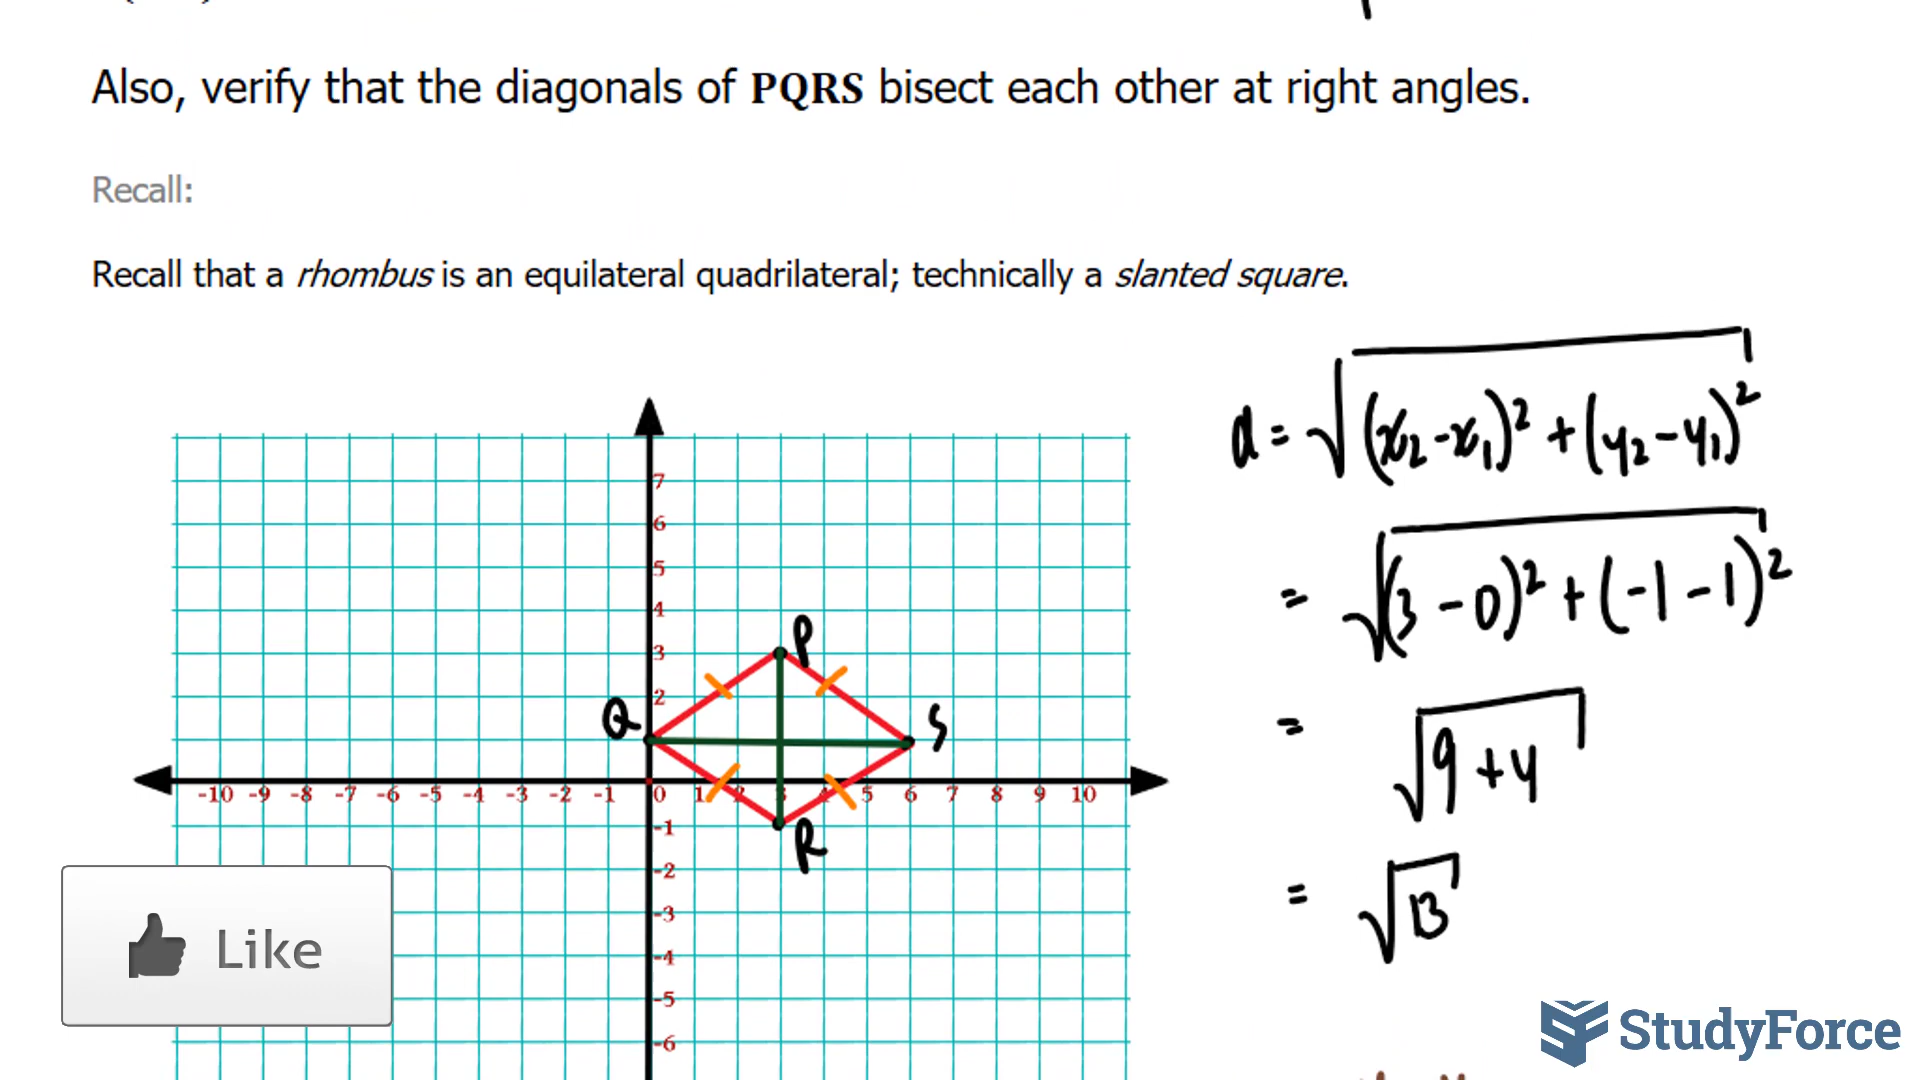 Also, verify that the diagonals of PQRS bisect each other at right angles.
Recall:
Recall that a rhombus is an equilateral quadrilateral; technically a slanted square.
d = √(x₂-x₁)² + (y₂-y₁)²
= √(3-0)² + (-1-1)²
= √9+4
= √13
7
6
5
4
3
2
P
Q
S
R
-10 -9 -8 -7 -6 -5 -4 -3 -2 -1 0 1 2 3 4 5 6 7 8 9 10
-1
-2
-3
-4
-5
-6
Like
StudyForce